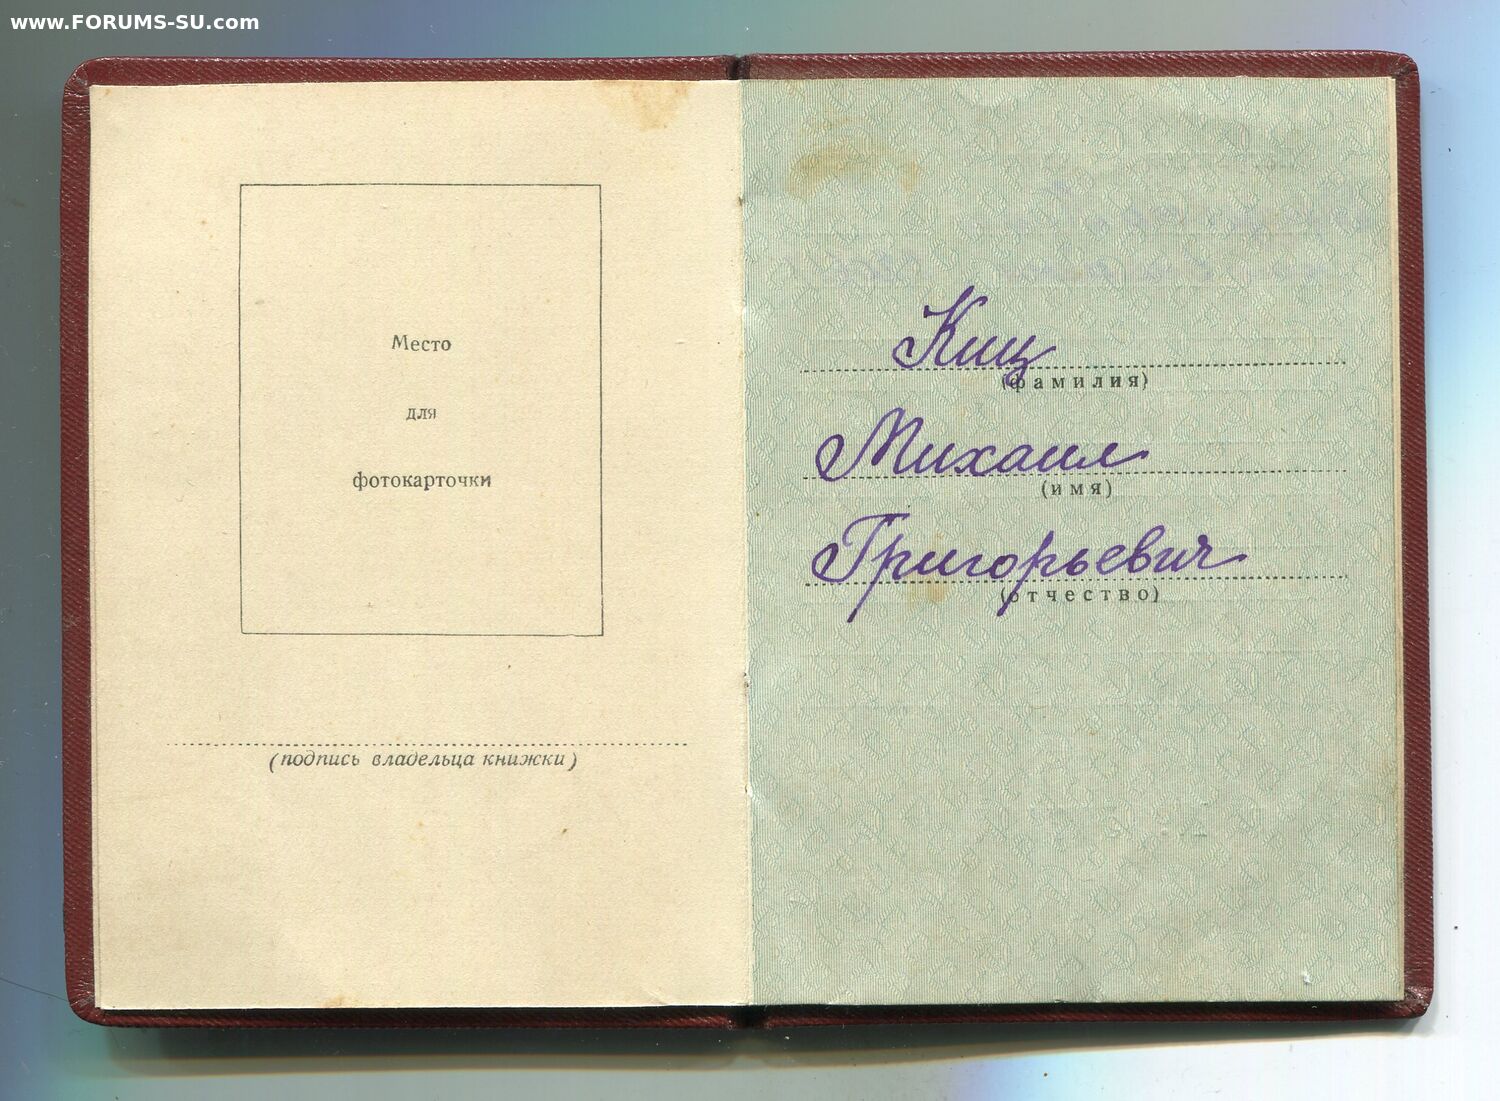 www.FORUMS-SU.com
Место
для
фотокарточки
(подпись владельца книжки)
Киц
(фамилия)
Михаил
(имя)
Григорьевич
(отчество)